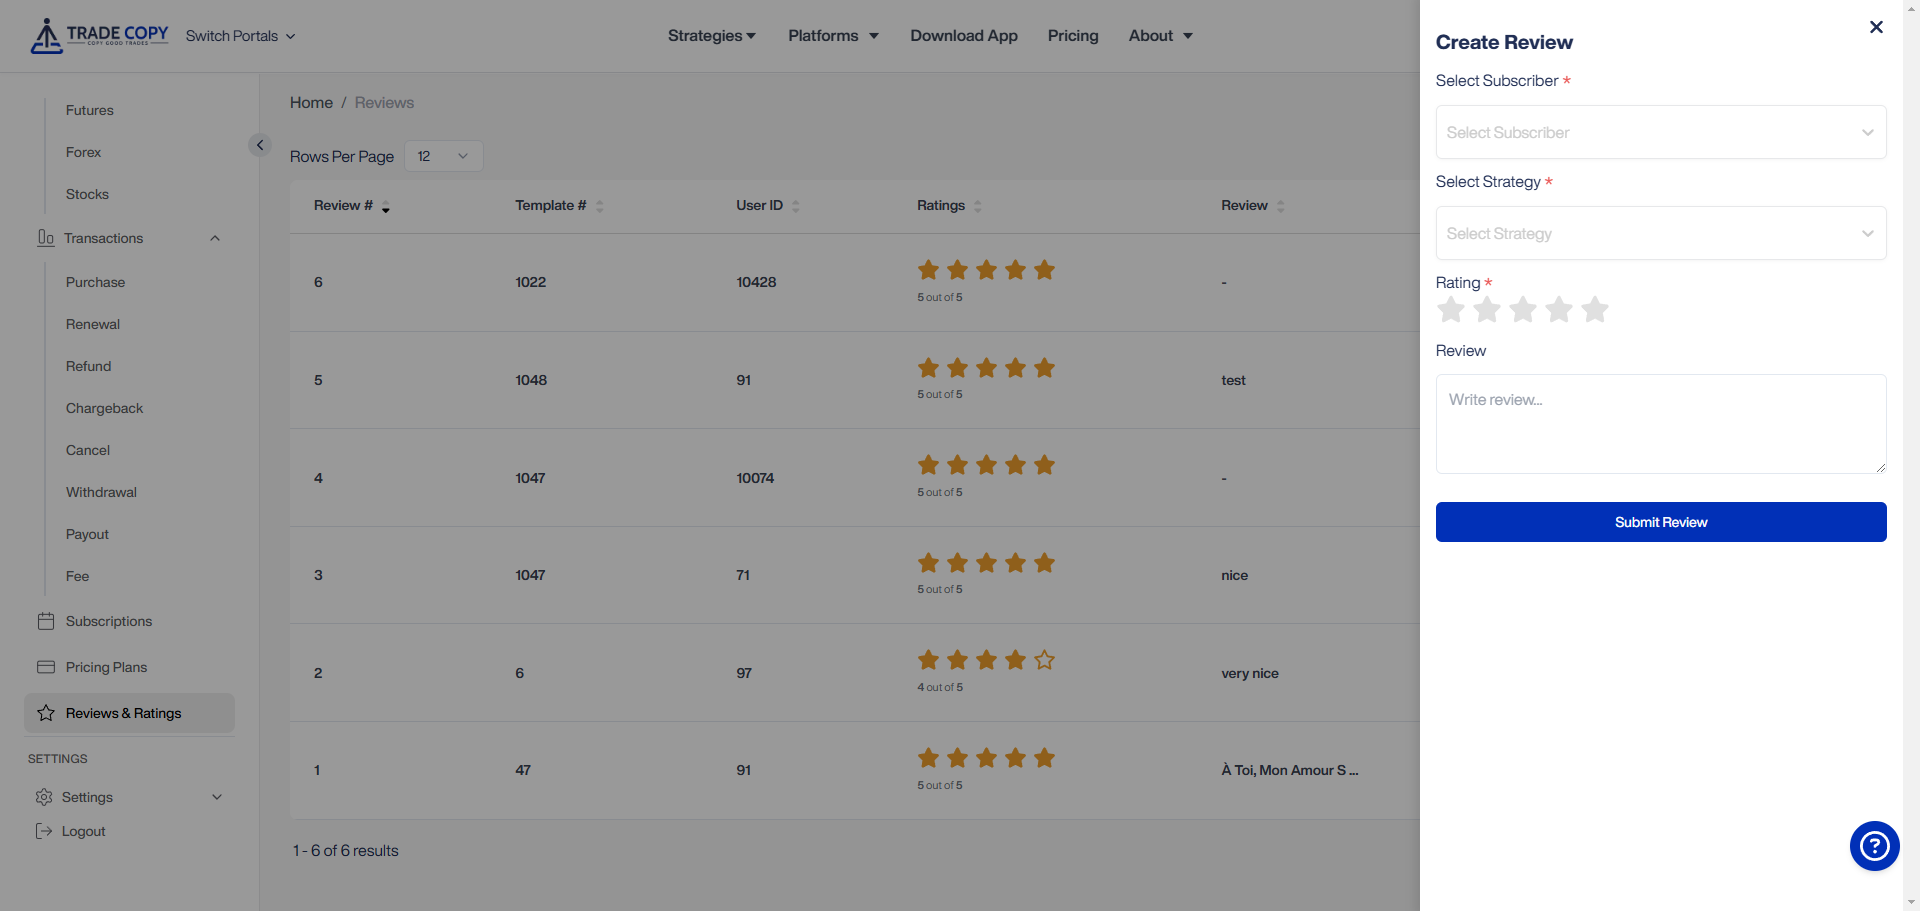 TRADE COPY
COPY GOOD TRADES
Switch Portals
Strategies
Platforms
Download App
Pricing
About
Futures
Forex
Stocks
Transactions
Purchase
Renewal
Refund
Chargeback
Cancel
Withdrawal
Payout
Fee
Subscriptions
Pricing Plans
Reviews & Ratings
SETTINGS
Settings
Logout
Home / Reviews
Rows Per Page 12
Review # Template # User ID Ratings Review
6 1022 10428 5 out of 5 -
5 1048 91 5 out of 5 test
4 1047 10074 5 out of 5 -
3 1047 71 5 out of 5 nice
2 6 97 4 out of 5 very nice
1 47 91 5 out of 5 À Toi, Mon Amour S ...
1 - 6 of 6 results
Create Review
Select Subscriber *
Select Subscriber
Select Strategy *
Select Strategy
Rating *
Review
Write review...
Submit Review
?